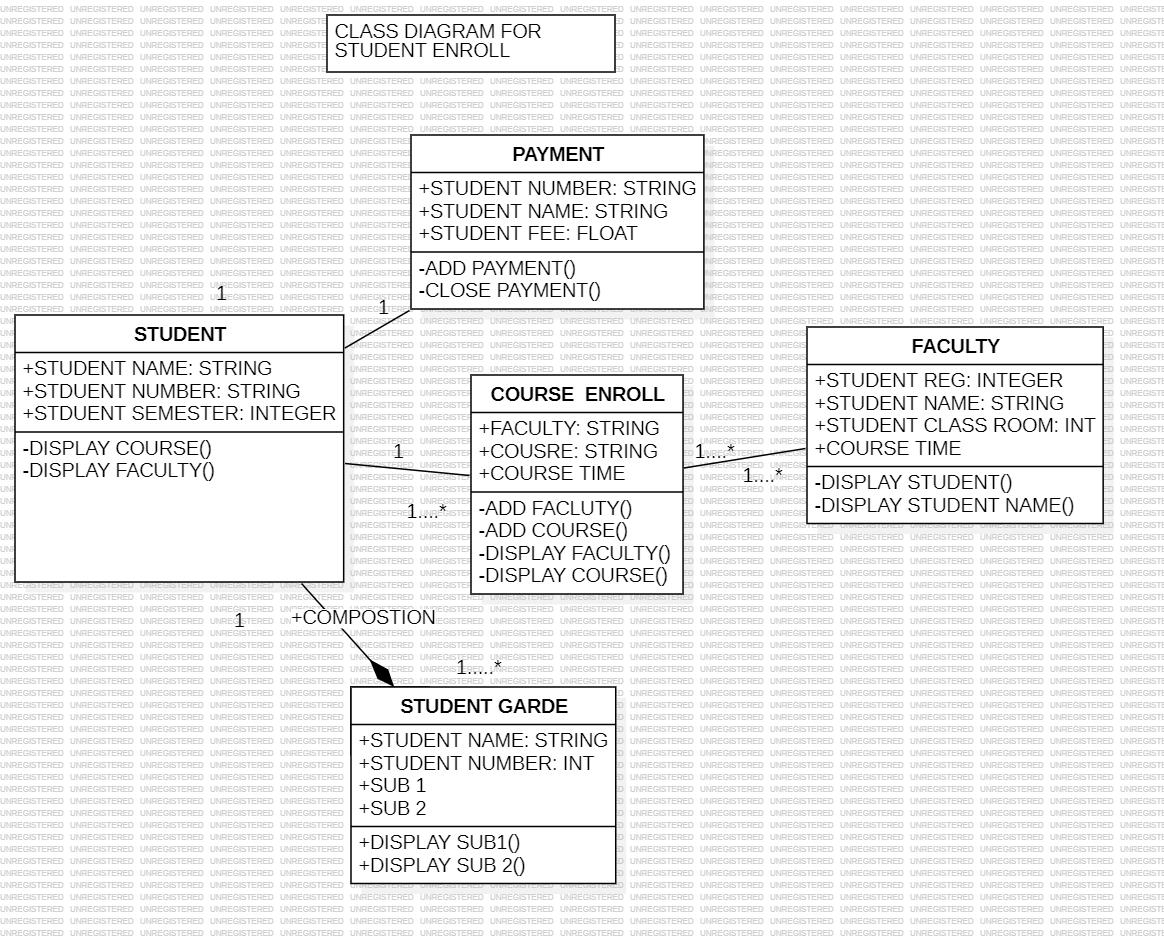 CLASS DIAGRAM FOR
STUDENT ENROLL
PAYMENT
+STUDENT NUMBER: STRING
+STUDENT NAME: STRING
+STUDENT FEE: FLOAT
-ADD PAYMENT()
-CLOSE PAYMENT()
1
1
STUDENT
+STUDENT NAME: STRING
+STDUENT NUMBER: STRING
+STDUENT SEMESTER: INTEGER
-DISPLAY COURSE()
-DISPLAY FACULTY()
1
1....*
COURSE  ENROLL
+FACULTY: STRING
+COUSRE: STRING
+COURSE TIME
-ADD FACLUTY()
-ADD COURSE()
-DISPLAY FACULTY()
-DISPLAY COURSE()
1....*
1....*
FACULTY
+STUDENT REG: INTEGER
+STUDENT NAME: STRING
+STUDENT CLASS ROOM: INT
+COURSE TIME
-DISPLAY STUDENT()
-DISPLAY STUDENT NAME()
1
+COMPOSTION
1.....*
STUDENT GARDE
+STUDENT NAME: STRING
+STUDENT NUMBER: INT
+SUB 1
+SUB 2
+DISPLAY SUB1()
+DISPLAY SUB 2()
UNREGISTERED